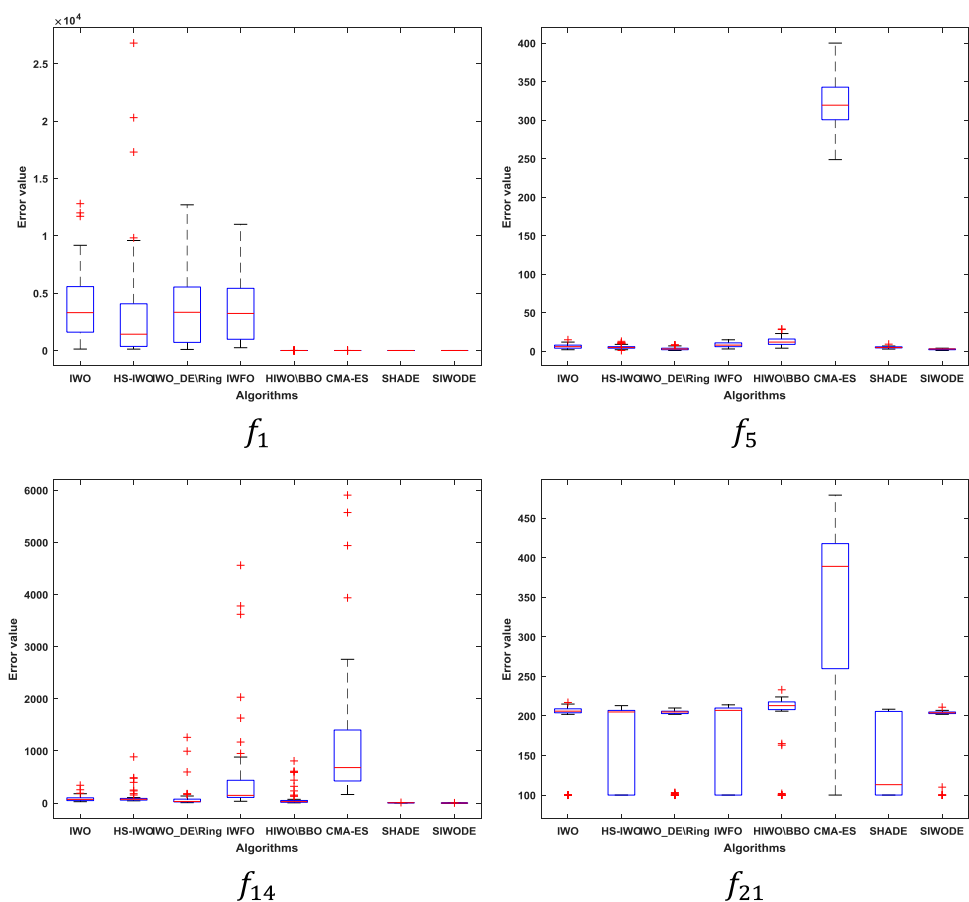 ×10⁴
2.5
2
1.5
1
0.5
0
Error value
IWO HS-IWO IWO_DE\Ring IWFO HIWO\BBO CMA-ES SHADE SIWODE
Algorithms
f₁
400
350
300
250
200
150
100
50
0
Error value
IWO HS-IWO IWO_DE\Ring IWFO HIWO\BBO CMA-ES SHADE SIWODE
Algorithms
f₅
6000
5000
4000
3000
2000
1000
0
Error value
IWO HS-IWO IWO_DE\Ring IWFO HIWO\BBO CMA-ES SHADE SIWODE
Algorithms
f₁₄
450
400
350
300
250
200
150
100
Error value
IWO HS-IWO IWO_DE\Ring IWFO HIWO\BBO CMA-ES SHADE SIWODE
Algorithms
f₂₁